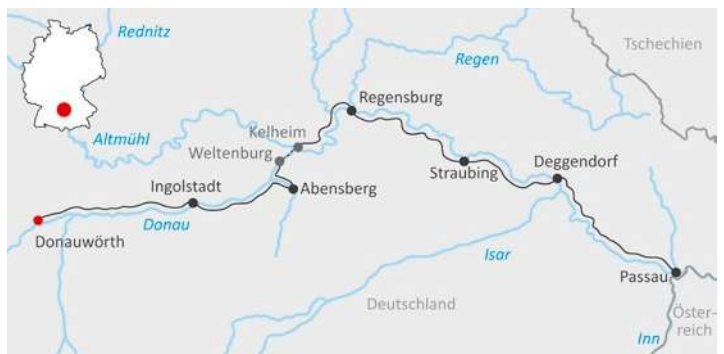 Rednitz
Tschechien
Regen
Regensburg
Altmühl
Kelheim
Weltenburg
Straubing
Deggendorf
Ingolstadt
Abensberg
Donau
Donauwörth
Isar
Passau
Deutschland
Öster-
reich
Inn